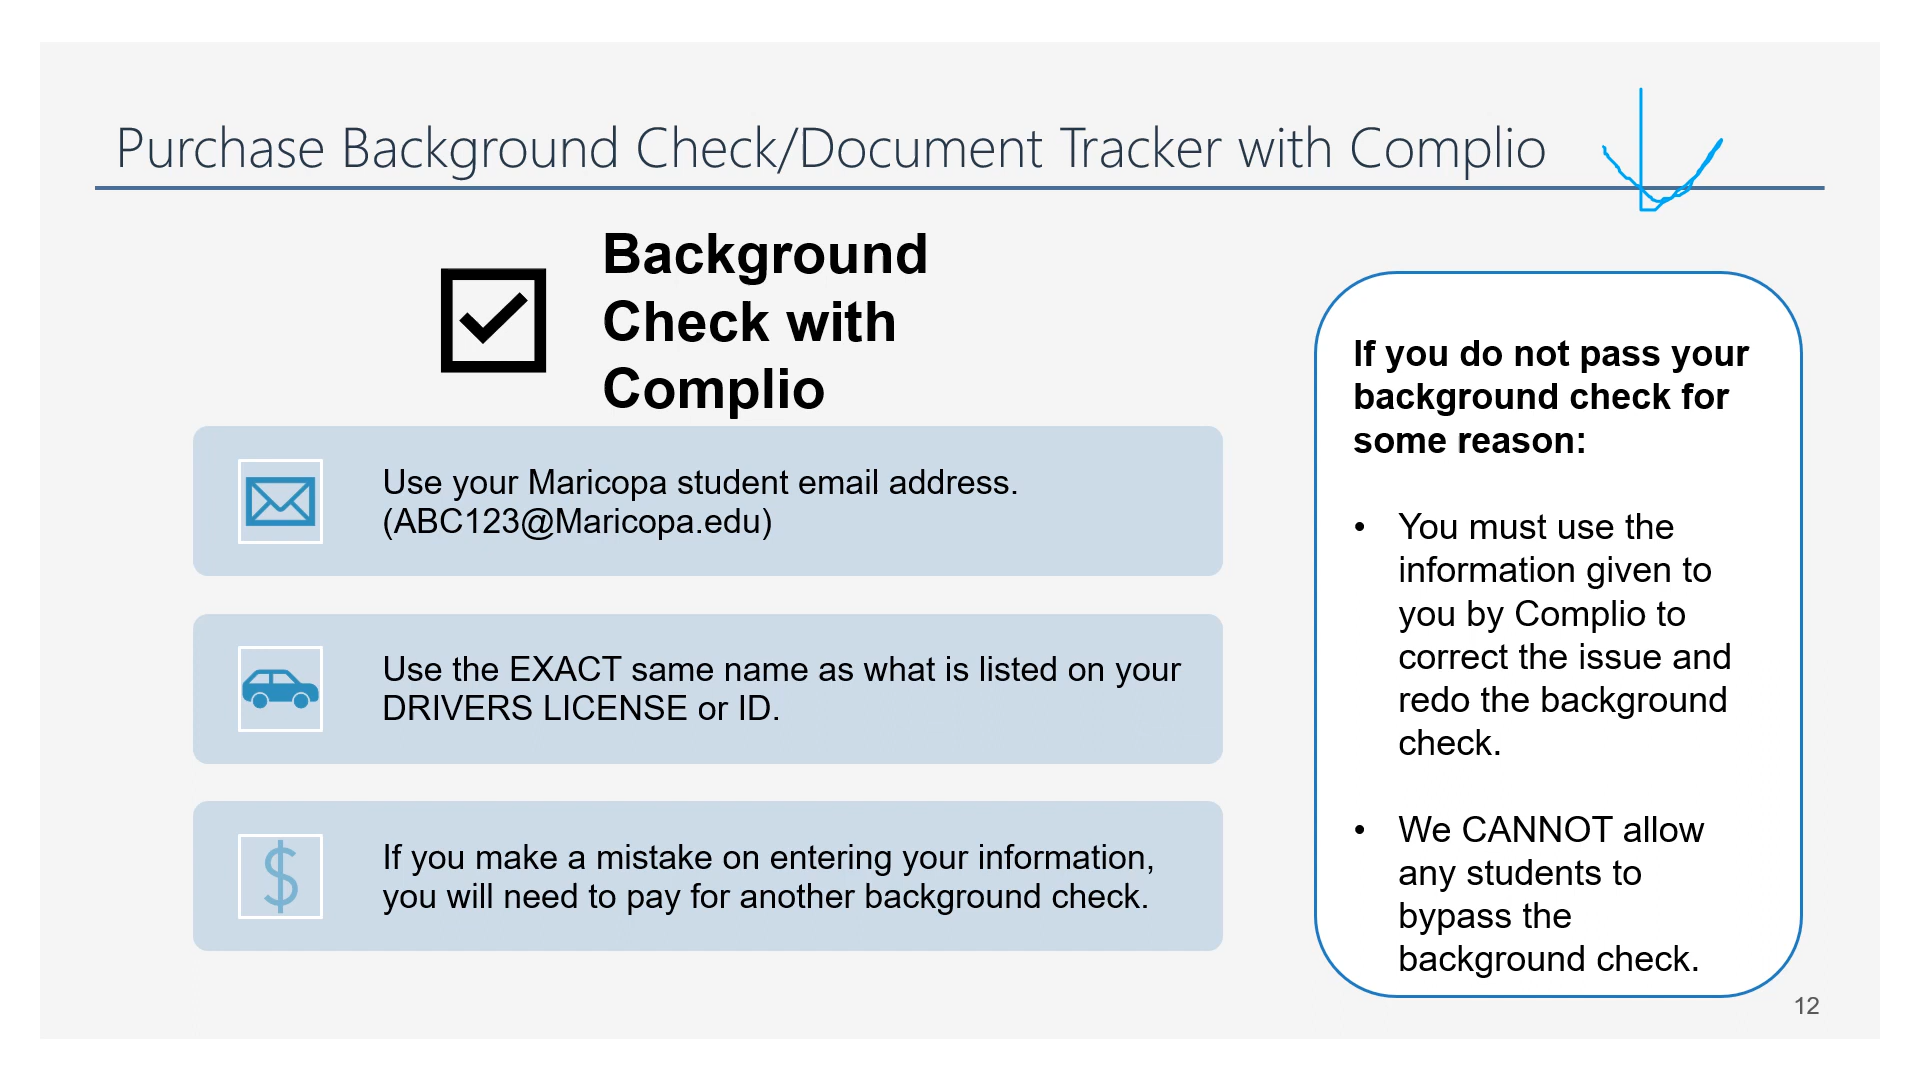 Purchase Background Check/Document Tracker with Complio
Background
Check with
Complio
Use your Maricopa student email address.
(ABC123@Maricopa.edu)
Use the EXACT same name as what is listed on your
DRIVERS LICENSE or ID.
$
If you make a mistake on entering your information,
you will need to pay for another background check.
If you do not pass your
background check for
some reason:
• You must use the
information given to
you by Complio to
correct the issue and
redo the background
check.
• We CANNOT allow
any students to
bypass the
background check.
12